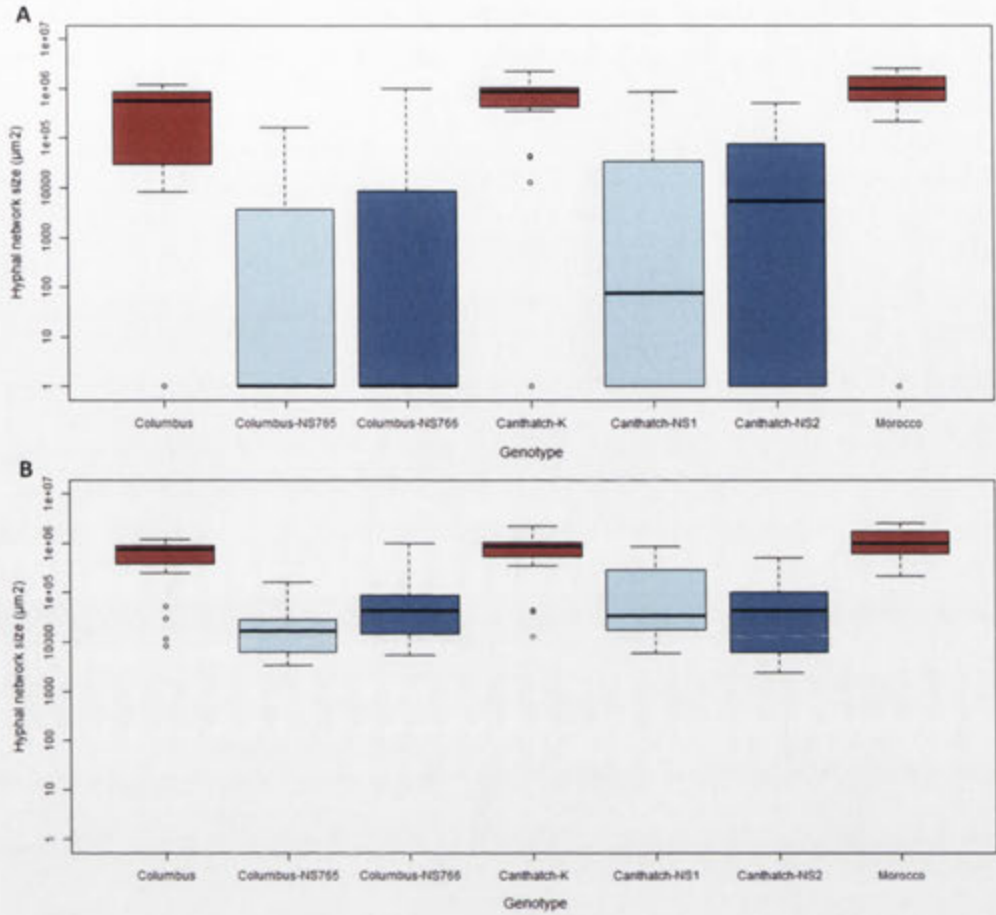 A
Hyphal network size (µm2)
1e+07
1e+06
1e+05
10000
1000
100
10
1
Columbus Columbus-NS765 Columbus-NS766 Canthatch-K Canthatch-NS1 Canthatch-NS2 Morocco
Genotype
B
Hyphal network size (µm2)
1e+07
1e+06
1e+05
10000
1000
100
10
1
Columbus Columbus-NS765 Columbus-NS766 Canthatch-K Canthatch-NS1 Canthatch-NS2 Morocco
Genotype